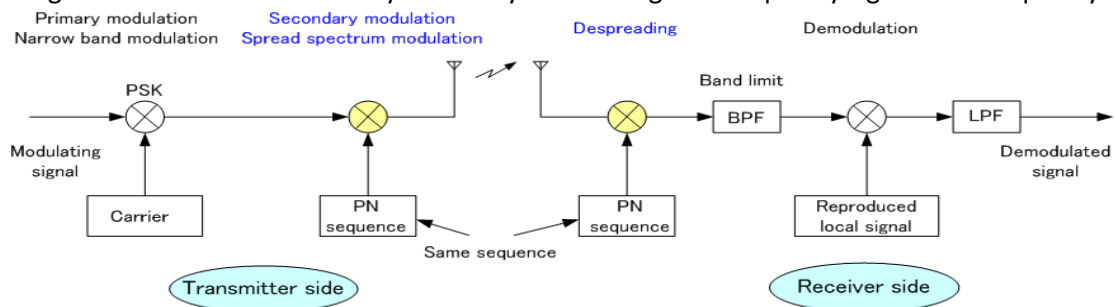 Primary modulation
Narrow band modulation
Secondary modulation
Spread spectrum modulation
Despreading
Demodulation
PSK
Band limit
BPF
LPF
Modulating
signal
Demodulated
signal
Carrier
PN
sequence
Same sequence
PN
sequence
Reproduced
local signal
Transmitter side
Receiver side